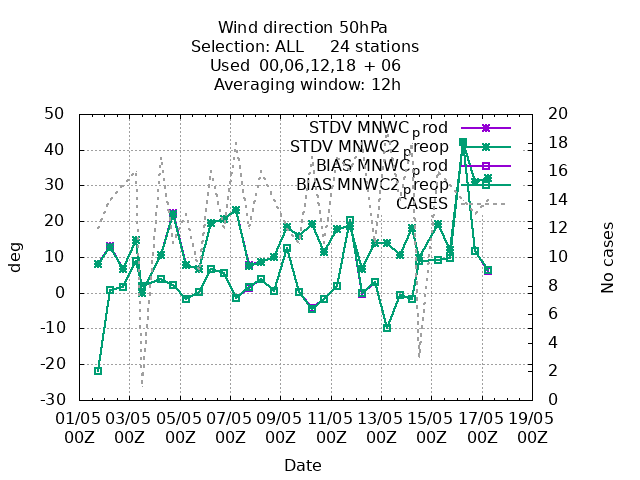 Wind direction 50hPa
Selection: ALL 24 stations
Used 00,06,12,18 + 06
Averaging window: 12h
STDV MNWC_prod
STDV MNWC2_preop
BIAS MNWC_prod
BIAS MNWC2_preop
CASES
50
40
30
20
10
0
-10
-20
-30
deg
20
18
16
14
12
10
8
6
4
2
0
No cases
01/05 03/05 05/05 07/05 09/05 11/05 13/05 15/05 17/05 19/05
00Z 00Z 00Z 00Z 00Z 00Z 00Z 00Z 00Z 00Z
Date